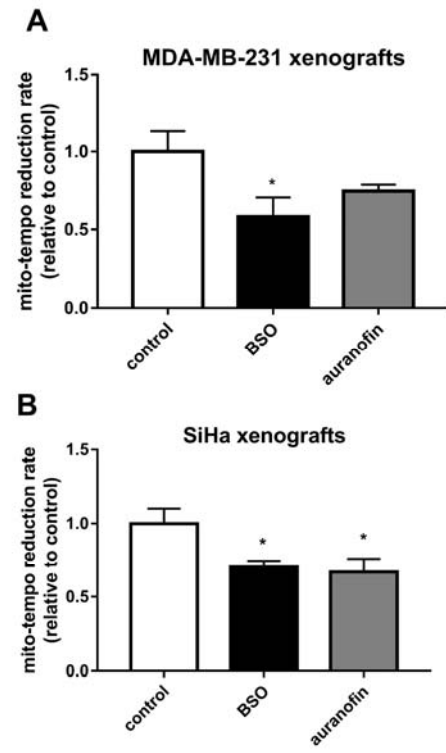 A
MDA-MB-231 xenografts
mito-tempo reduction rate
(relative to control)
1.5
1.0
0.5
0.0
*
control
BSO
auranofin
B
SiHa xenografts
mito-tempo reduction rate
(relative to control)
1.5
1.0
0.5
0.0
*
*
control
BSO
auranofin